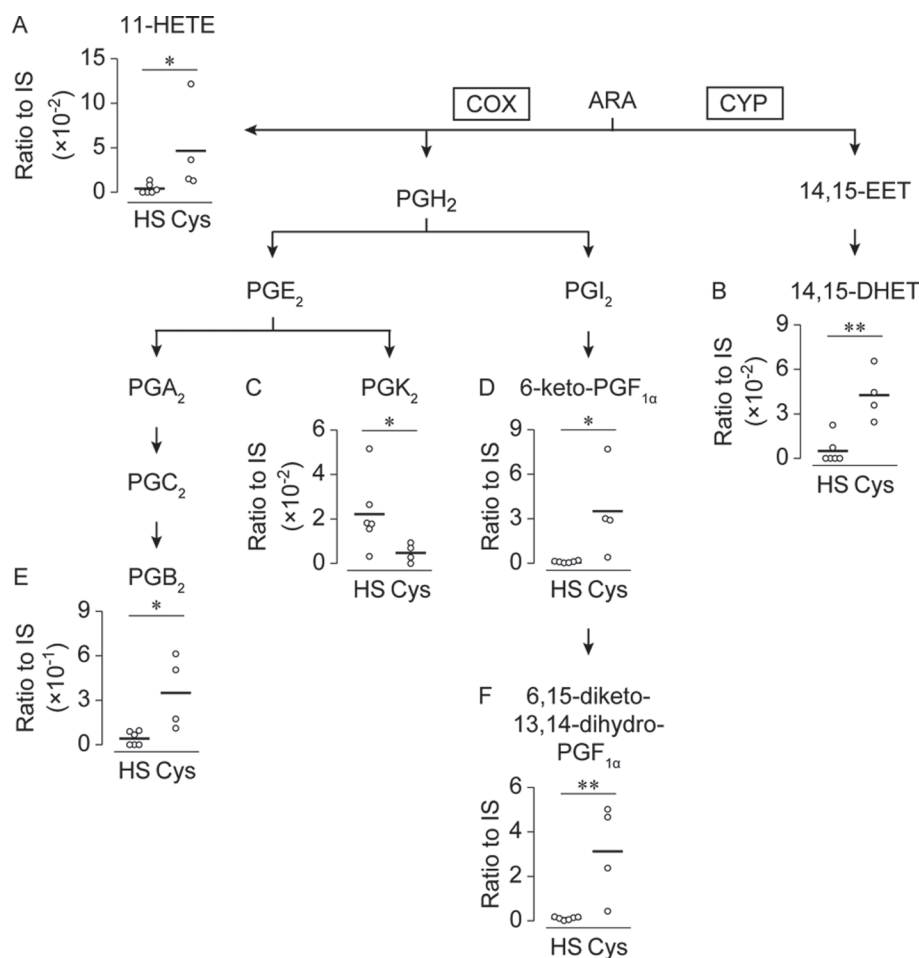 A
11-HETE
Ratio to IS
(×10⁻²)
15
10
5
0
*
HS Cys
COX
ARA
CYP
PGH₂
14,15-EET
PGE₂
PGI₂
B
14,15-DHET
Ratio to IS
(×10⁻²)
9
6
3
0
**
HS Cys
PGA₂
C
PGK₂
Ratio to IS
(×10⁻²)
6
4
2
0
*
HS Cys
D
6-keto-PGF₁α
Ratio to IS
9
6
3
0
*
HS Cys
PGC₂
E
PGB₂
Ratio to IS
(×10⁻¹)
9
6
3
0
*
HS Cys
F
6,15-diketo-
13,14-dihydro-
PGF₁α
Ratio to IS
6
4
2
0
**
HS Cys